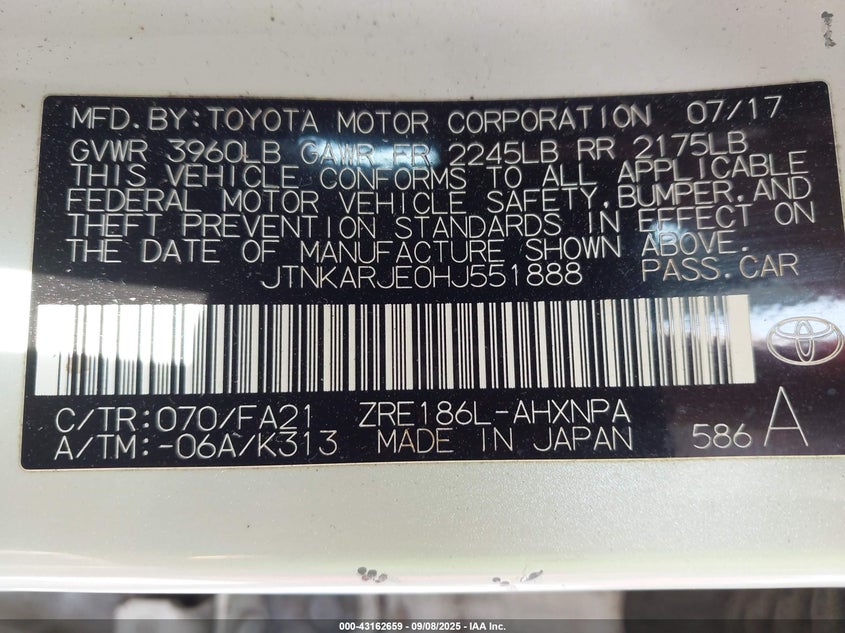 MFD. BY: TOYOTA MOTOR CORPORATION 07/17
GVWR 3960LB GAWR FR 2245LB RR 2175LB
THIS VEHICLE CONFORMS TO ALL APPLICABLE
FEDERAL MOTOR VEHICLE SAFETY, BUMPER, AND
THEFT PREVENTION STANDARDS IN EFFECT ON
THE DATE OF MANUFACTURE SHOWN ABOVE.
JTNKARJE0HJ551888 PASS. CAR
C/TR: 070/FA21 ZRE186L-AHXNPA
A/TM: -06A/K313 MADE IN JAPAN 586 A
000-43162659 - 09/08/2025 - IAA Inc.